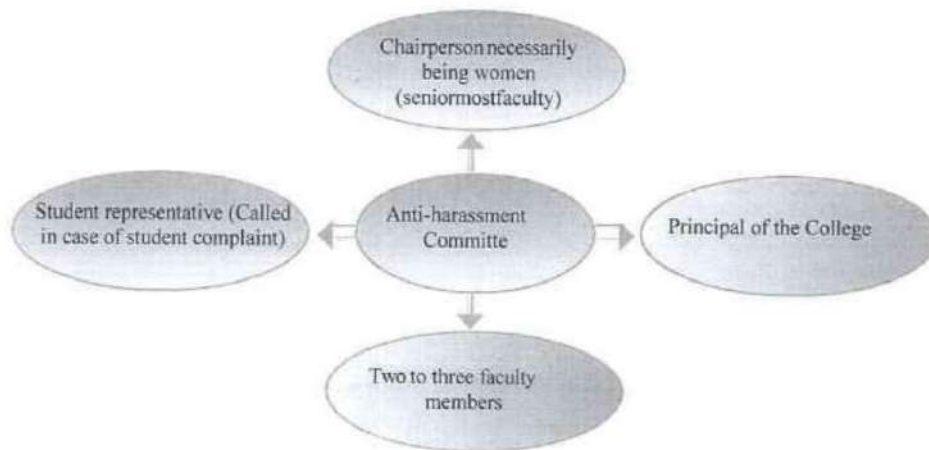 Chairperson necessarily
being women
(seniormostfaculty)
Student representative (Called
in case of student complaint)
Anti-harassment
Committe
Principal of the College
Two to three faculty
members